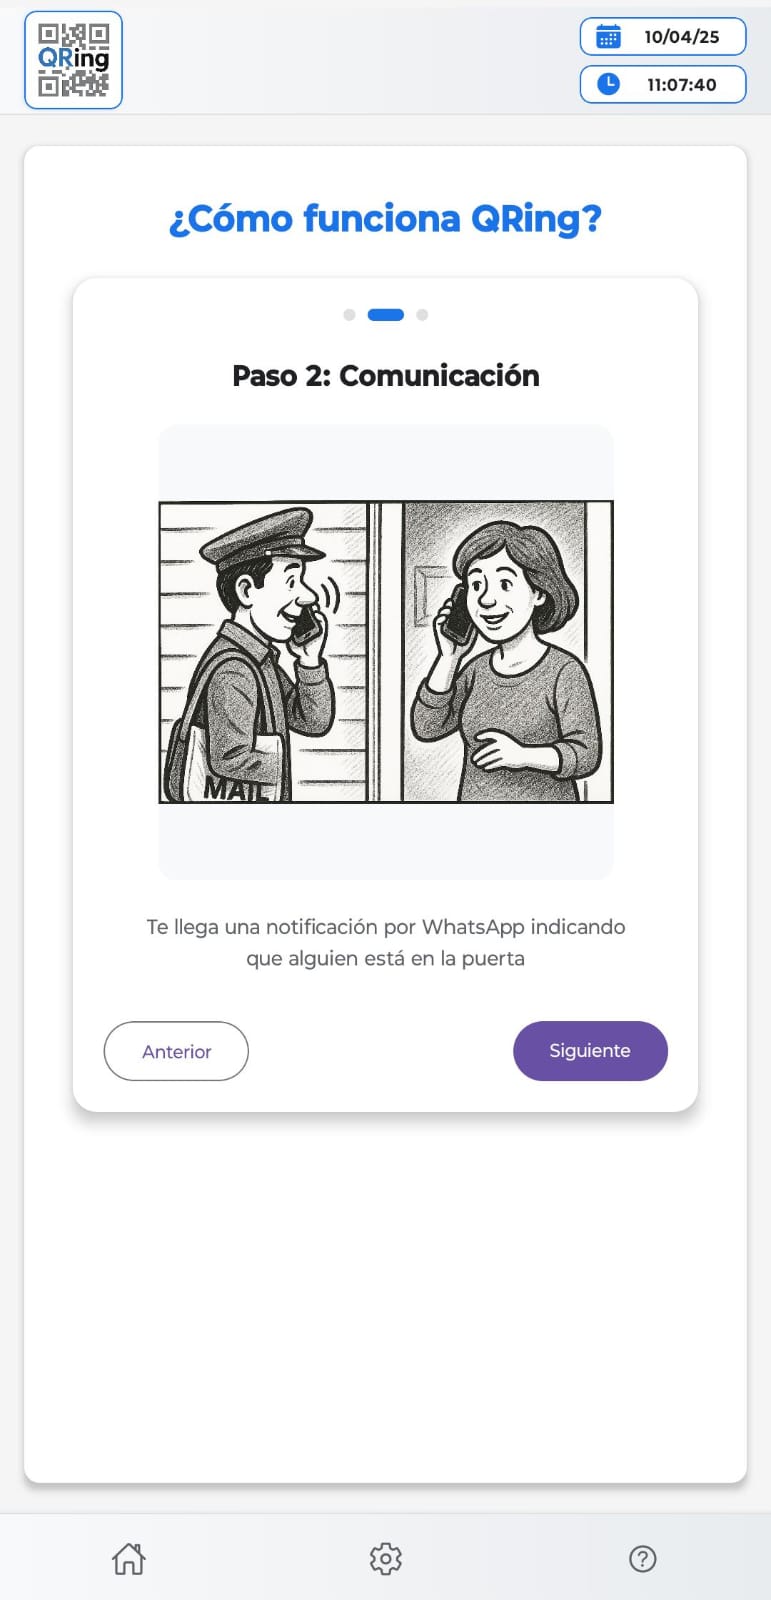 QRing
10/04/25
11:07:40
¿Cómo funciona QRing?
Paso 2: Comunicación
MAIL
Te llega una notificación por WhatsApp indicando
que alguien está en la puerta
Anterior
Siguiente